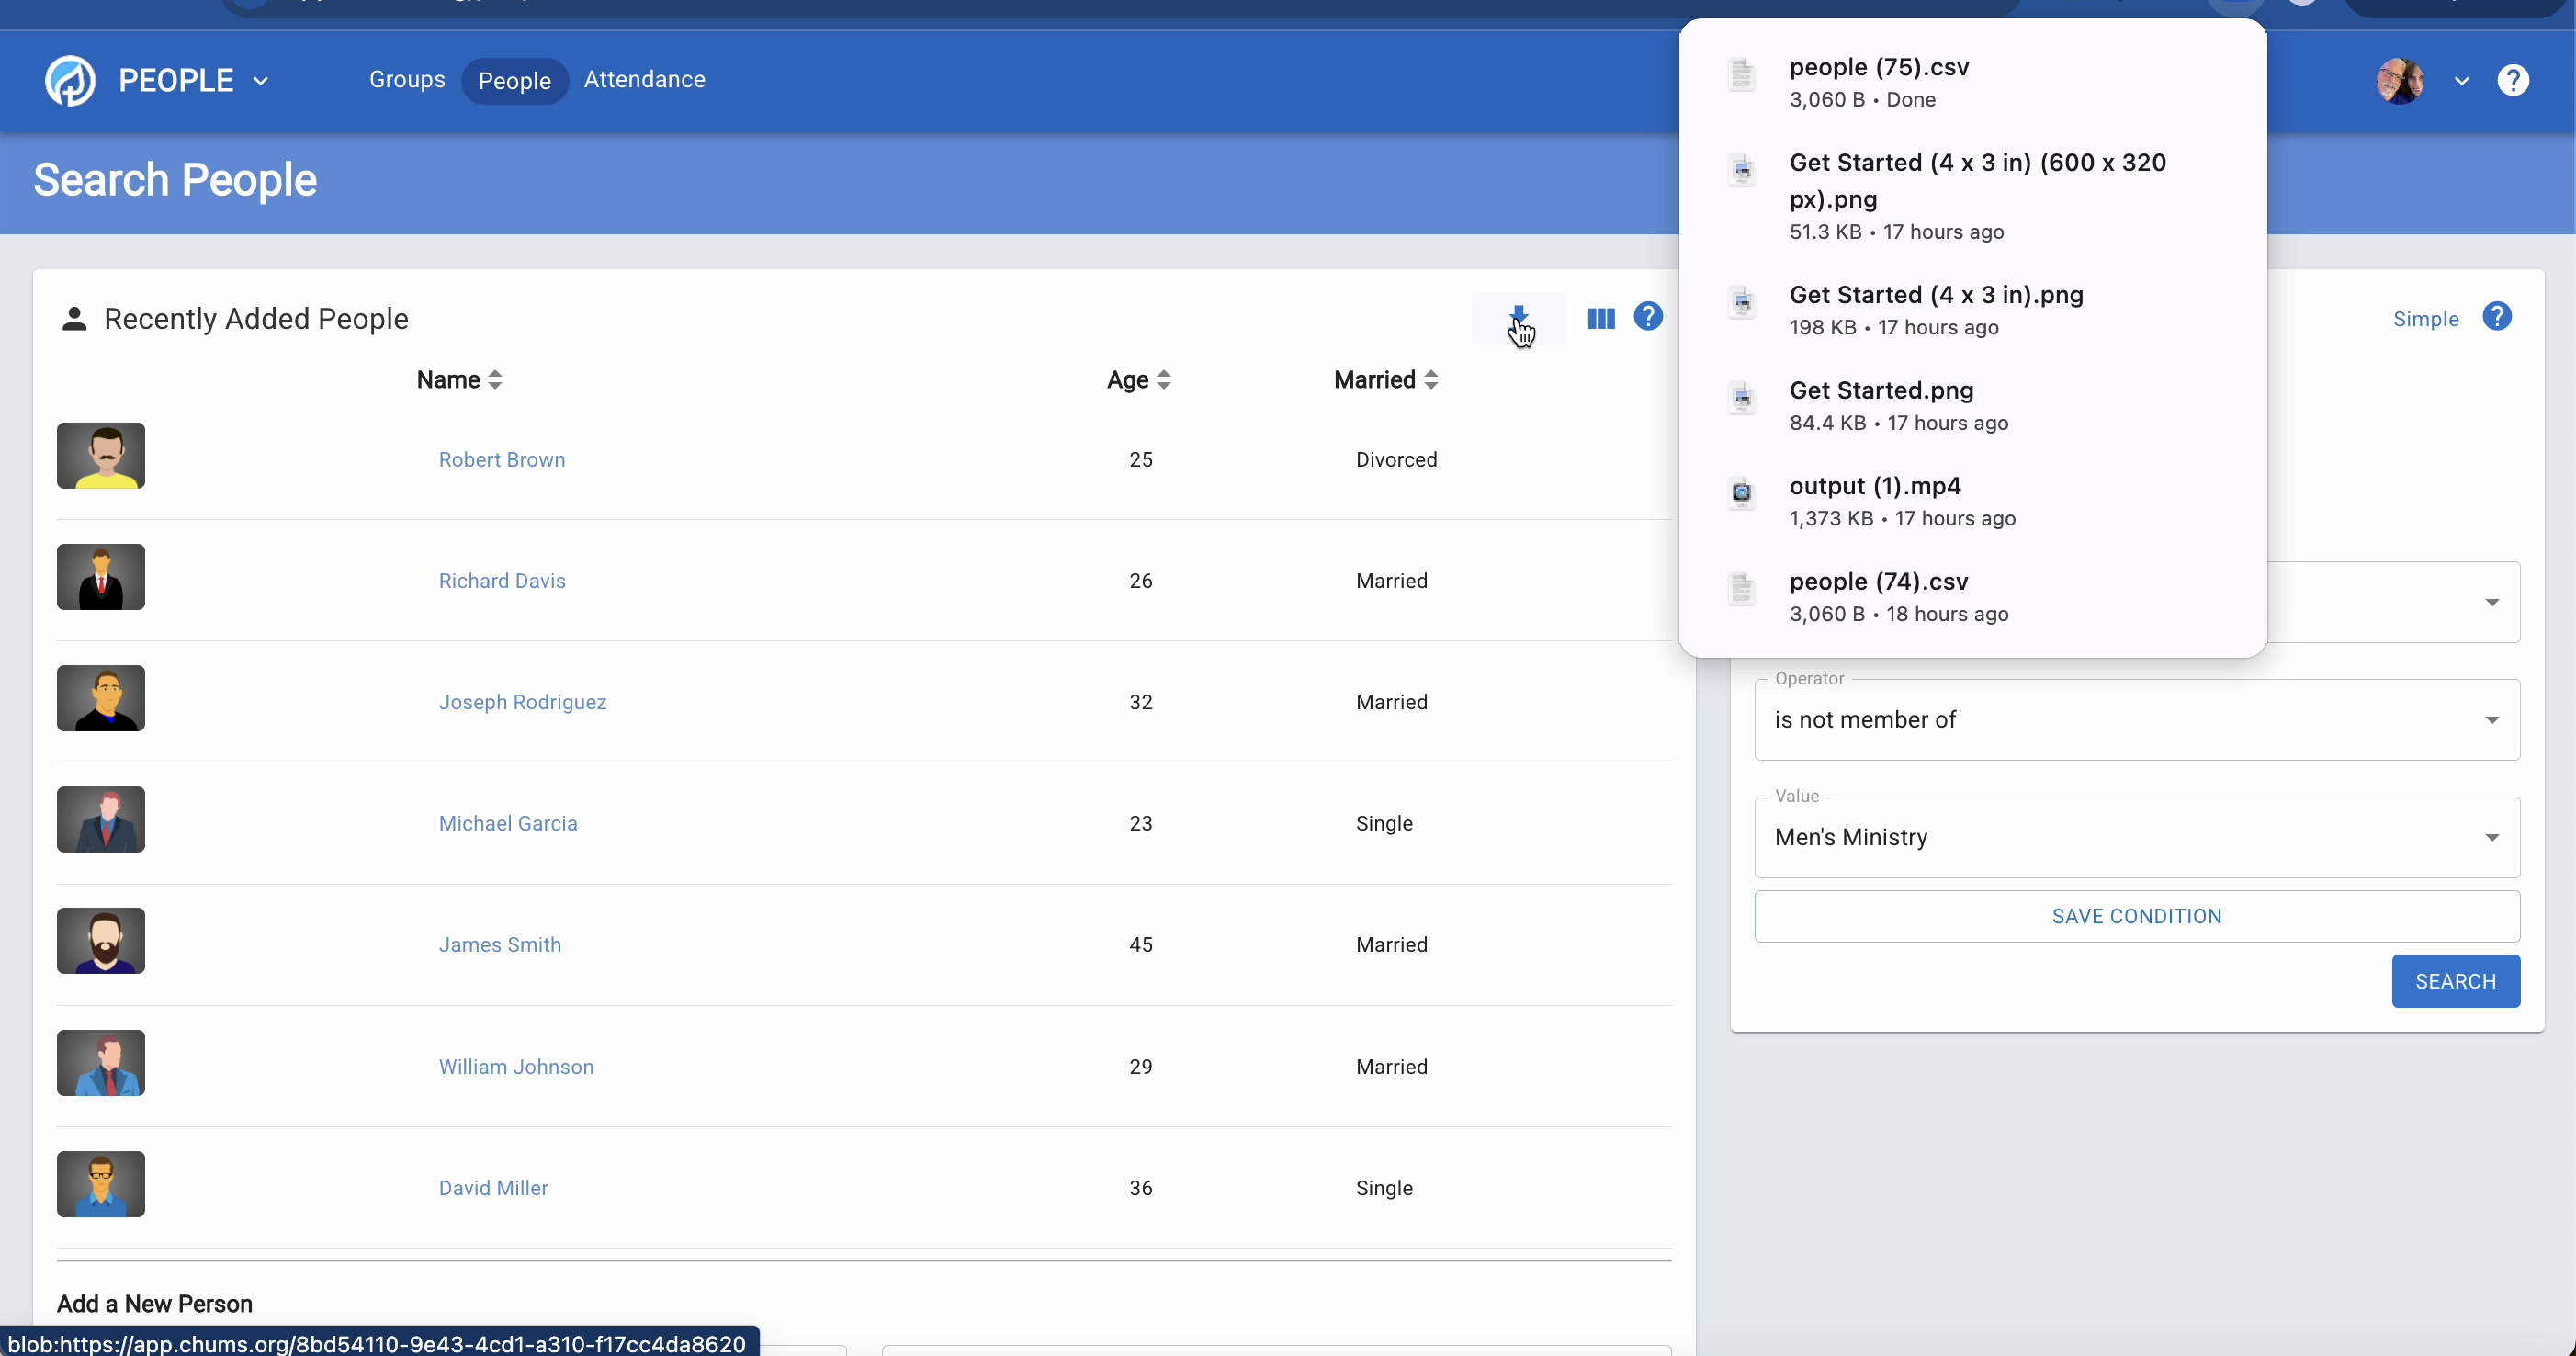 PEOPLE
Groups People Attendance
Search People
Recently Added People
Name Age Married
Robert Brown 25 Divorced
Richard Davis 26 Married
Joseph Rodriguez 32 Married
Michael Garcia 23 Single
James Smith 45 Married
William Johnson 29 Married
David Miller 36 Single
Add a New Person
blob:https://app.chums.org/8bd54110-9e43-4cd1-a310-f17cc4da8620
people (75).csv
3,060 B • Done
Get Started (4 x 3 in) (600 x 320
px).png
51.3 KB • 17 hours ago
Get Started (4 x 3 in).png
198 KB • 17 hours ago
Get Started.png
84.4 KB • 17 hours ago
output (1).mp4
1,373 KB • 17 hours ago
people (74).csv
3,060 B • 18 hours ago
Simple
Operator
is not member of
Value
Men's Ministry
SAVE CONDITION
SEARCH